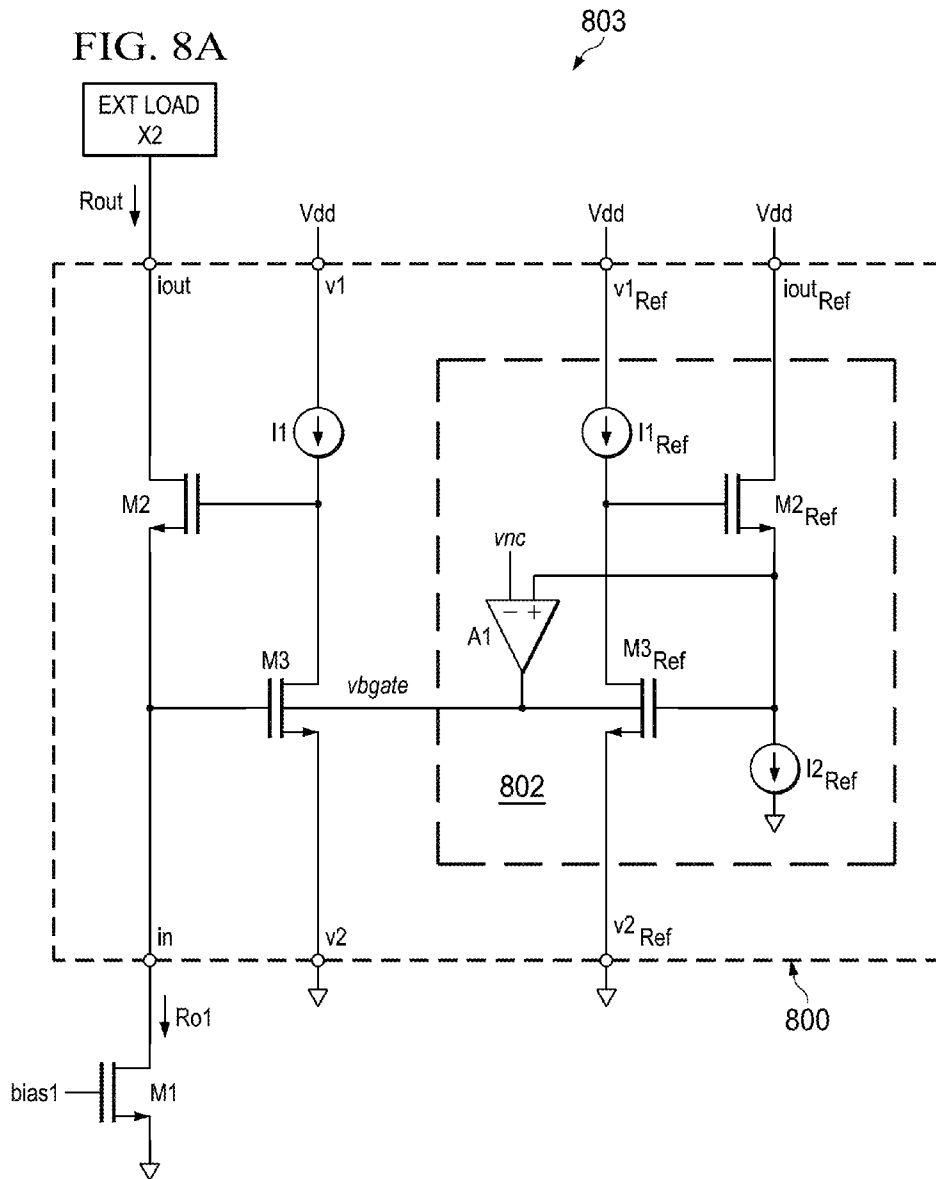 FIG. 8A
803
EXT LOAD
X2
Rout
Vdd
Vdd
Vdd
iout
v1
v1Ref
ioutRef
I1
I1Ref
M2
M2Ref
vnc
− +
A1
M3
M3Ref
vbgate
802
I2Ref
in
v2
v2Ref
800
Ro1
bias1
M1